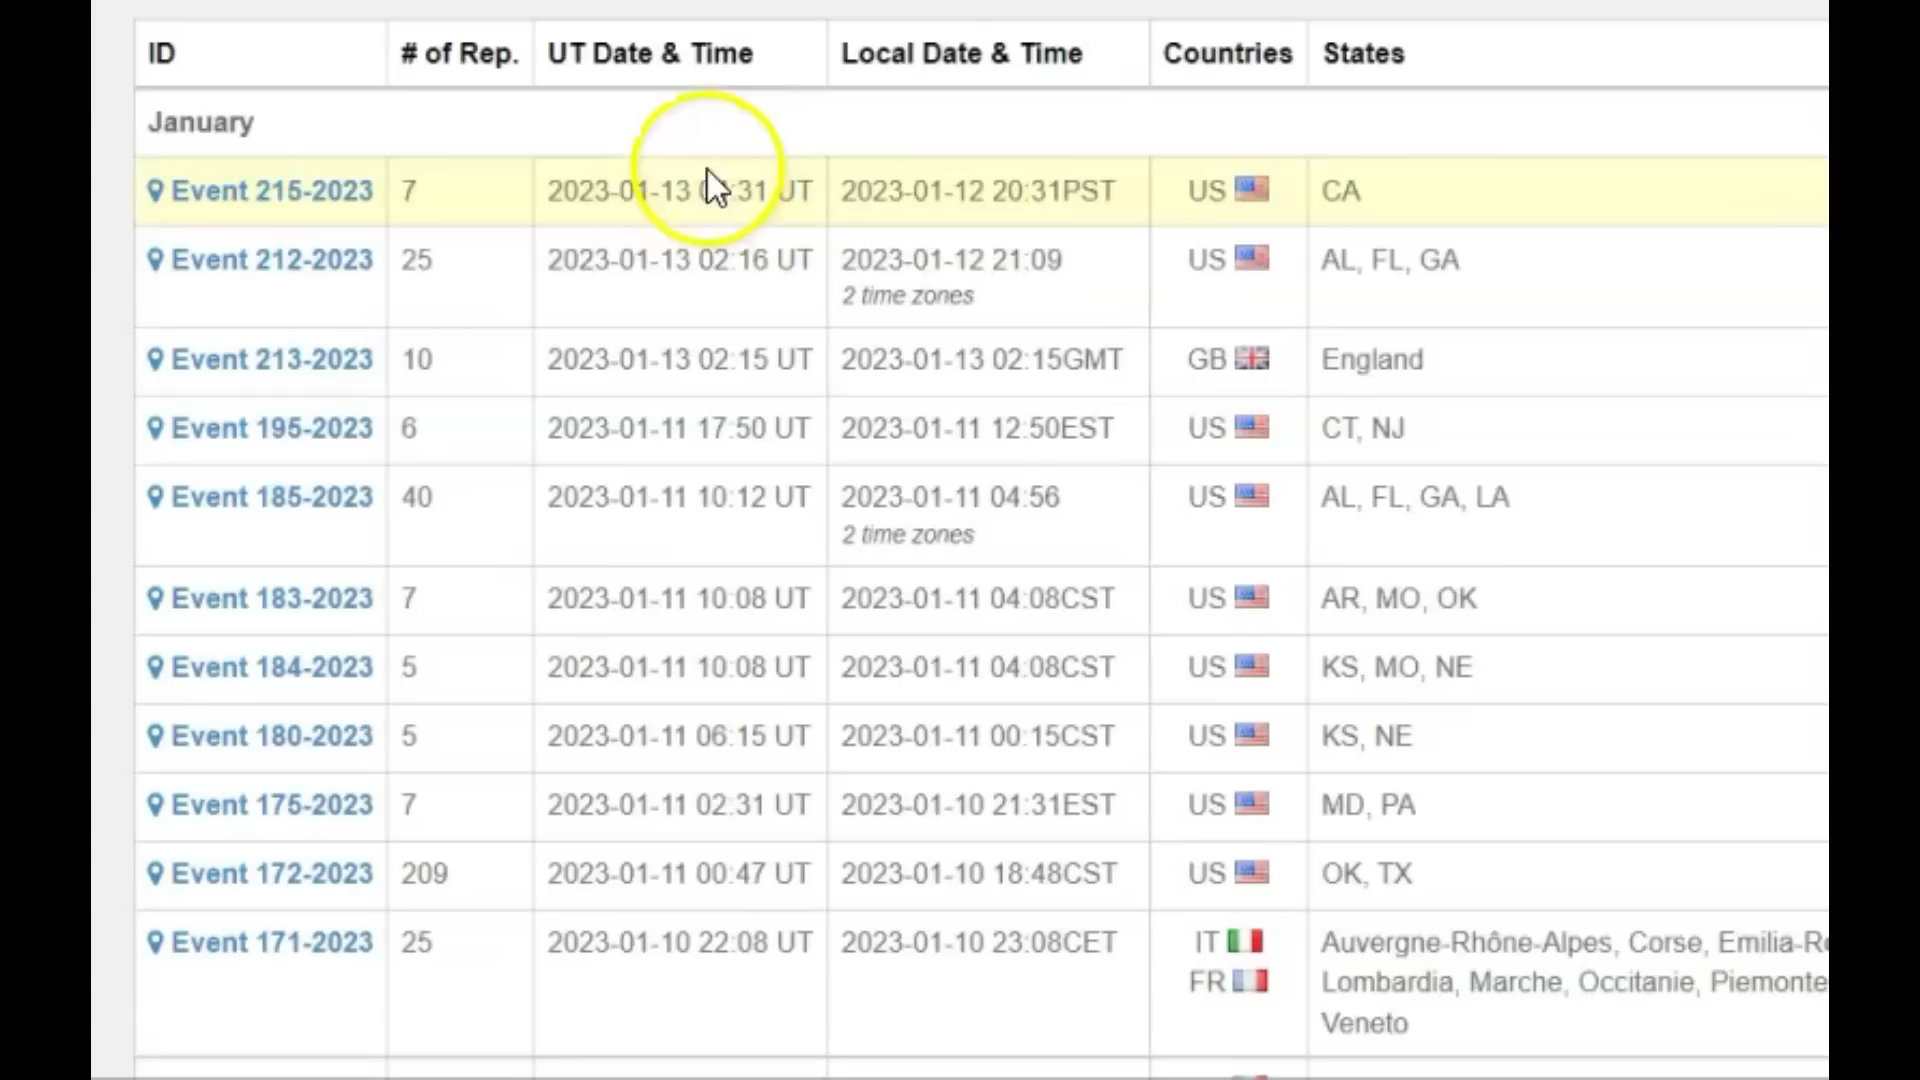 ID # of Rep. UT Date & Time Local Date & Time Countries States
January
Event 215-2023 7 2023-01-13 :31 UT 2023-01-12 20:31PST US CA
Event 212-2023 25 2023-01-13 02:16 UT 2023-01-12 21:09 US AL, FL, GA
2 time zones
Event 213-2023 10 2023-01-13 02:15 UT 2023-01-13 02:15GMT GB England
Event 195-2023 6 2023-01-11 17:50 UT 2023-01-11 12:50EST US CT, NJ
Event 185-2023 40 2023-01-11 10:12 UT 2023-01-11 04:56 US AL, FL, GA, LA
2 time zones
Event 183-2023 7 2023-01-11 10:08 UT 2023-01-11 04:08CST US AR, MO, OK
Event 184-2023 5 2023-01-11 10:08 UT 2023-01-11 04:08CST US KS, MO, NE
Event 180-2023 5 2023-01-11 06:15 UT 2023-01-11 00:15CST US KS, NE
Event 175-2023 7 2023-01-11 02:31 UT 2023-01-10 21:31EST US MD, PA
Event 172-2023 209 2023-01-11 00:47 UT 2023-01-10 18:48CST US OK, TX
Event 171-2023 25 2023-01-10 22:08 UT 2023-01-10 23:08CET IT Auvergne-Rhône-Alpes, Corse, Emilia-R
FR Lombardia, Marche, Occitanie, Piemonte
Veneto